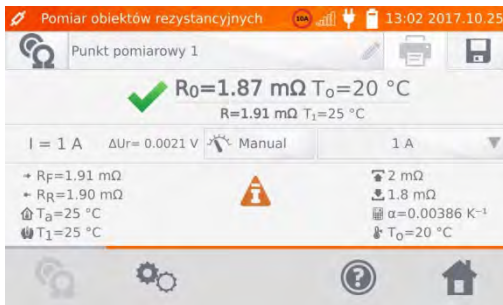 Pomiar obiektów rezystancyjnych 10A 13:02 2017.10.25
Punkt pomiarowy 1
R0=1.87 mΩ To=20 °C
R=1.91 mΩ T1=25 °C
I = 1 A ΔUr= 0.0021 V Manual 1 A
RF=1.91 mΩ 2 mΩ
RR=1.90 mΩ 1.8 mΩ
Ta=25 °C α=0.00386 K⁻¹
T1=25 °C To=20 °C